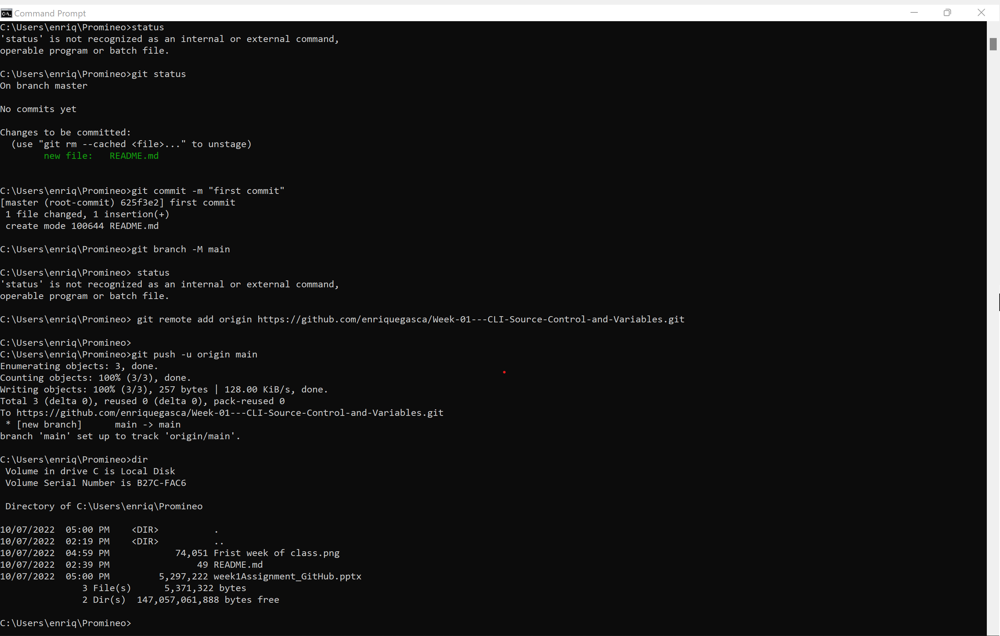 Command Prompt
C:\Users\enriq\Promineo>status
'status' is not recognized as an internal or external command,
operable program or batch file.
C:\Users\enriq\Promineo>git status
On branch master
No commits yet
Changes to be committed:
  (use "git rm --cached <file>..." to unstage)
        new file:   README.md
C:\Users\enriq\Promineo>git commit -m "first commit"
[master (root-commit) 625f3e2] first commit
 1 file changed, 1 insertion(+)
 create mode 100644 README.md
C:\Users\enriq\Promineo>git branch -M main
C:\Users\enriq\Promineo> status
'status' is not recognized as an internal or external command,
operable program or batch file.
C:\Users\enriq\Promineo> git remote add origin https://github.com/enriquegasca/Week-01---CLI-Source-Control-and-Variables.git
C:\Users\enriq\Promineo>
C:\Users\enriq\Promineo>git push -u origin main
Enumerating objects: 3, done.
Counting objects: 100% (3/3), done.
Writing objects: 100% (3/3), 257 bytes | 128.00 KiB/s, done.
Total 3 (delta 0), reused 0 (delta 0), pack-reused 0
To https://github.com/enriquegasca/Week-01---CLI-Source-Control-and-Variables.git
 * [new branch]      main -> main
branch 'main' set up to track 'origin/main'.
C:\Users\enriq\Promineo>dir
 Volume in drive C is Local Disk
 Volume Serial Number is B27C-FAC6
 Directory of C:\Users\enriq\Promineo
10/07/2022  05:00 PM    <DIR>          .
10/07/2022  02:19 PM    <DIR>          ..
10/07/2022  04:59 PM            74,051 Frist week of class.png
10/07/2022  02:39 PM                49 README.md
10/07/2022  05:00 PM         5,297,222 week1Assignment_GitHub.pptx
               3 File(s)      5,371,322 bytes
               2 Dir(s)  147,057,061,888 bytes free
C:\Users\enriq\Promineo>